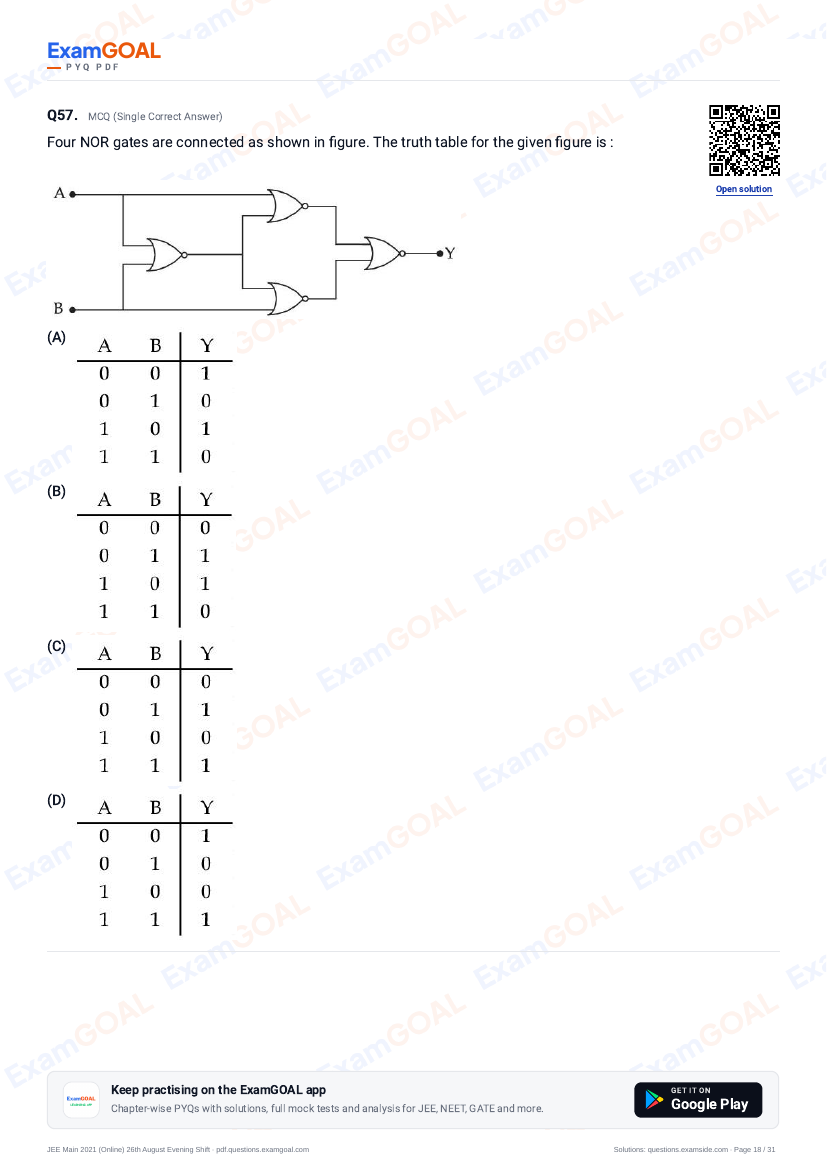 ExamGOAL
PYQ PDF
Q57. MCQ (Single Correct Answer)
Four NOR gates are connected as shown in figure. The truth table for the given figure is :
Open solution
A
Y
B
(A)
A B Y
0 0 1
0 1 0
1 0 1
1 1 0
(B)
A B Y
0 0 0
0 1 1
1 0 1
1 1 0
(C)
A B Y
0 0 0
0 1 1
1 0 0
1 1 1
(D)
A B Y
0 0 1
0 1 0
1 0 0
1 1 1
ExamGOAL
Keep practising on the ExamGOAL app
Chapter-wise PYQs with solutions, full mock tests and analysis for JEE, NEET, GATE and more.
GET IT ON
Google Play
JEE Main 2021 (Online) 26th August Evening Shift · pdf.questions.examgoal.com
Solutions: questions.examside.com · Page 18 / 31